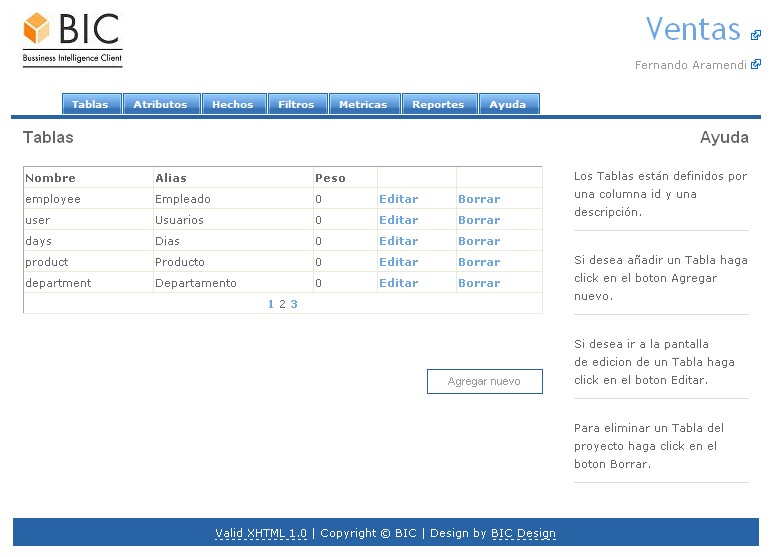 BIC
Bussiness Intelligence Client
Ventas
Fernando Aramendi
Tablas Atributos Hechos Filtros Metricas Reportes Ayuda
Tablas
Nombre Alias Peso
employee Empleado 0 Editar Borrar
user Usuarios 0 Editar Borrar
days Dias 0 Editar Borrar
product Producto 0 Editar Borrar
department Departamento 0 Editar Borrar
1 2 3
Agregar nuevo
Ayuda
Los Tablas están definidos por
una columna id y una
descripción.
Si desea añadir un Tabla haga
click en el boton Agregar
nuevo.
Si desea ir a la pantalla
de edicion de un Tabla haga
click en el boton Editar.
Para eliminar un Tabla del
proyecto haga click en el
boton Borrar.
Valid XHTML 1.0 | Copyright © BIC | Design by BIC Design